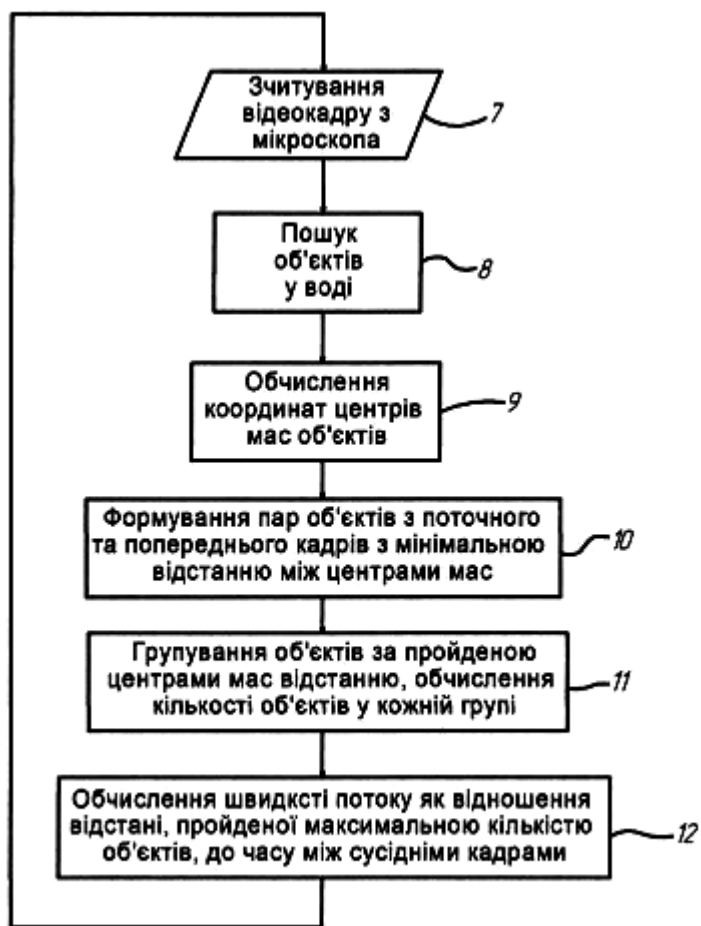 Зчитування
відеокадру з
мікроскопа
7
Пошук
об'єктів
у воді
8
Обчислення
координат центрів
мас об'єктів
9
Формування пар об'єктів з поточного
та попереднього кадрів з мінімальною
відстанню між центрами мас
10
Групування об'єктів за пройденою
центрами мас відстанню, обчислення
кількості об'єктів у кожній групі
11
Обчислення швидксті потоку як відношення
відстані, пройденої максимальною кількістю
об'єктів, до часу між сусідніми кадрами
12